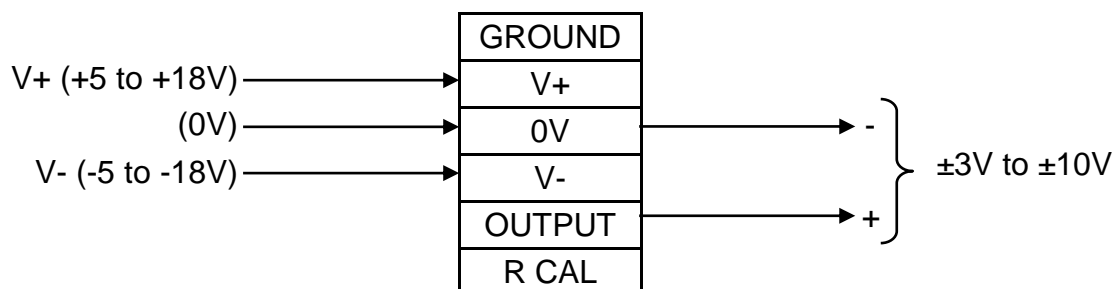 GROUND
V+ (+5 to +18V)
V+
(0V)
0V
-
V- (-5 to -18V)
V-
±3V to ±10V
OUTPUT
+
R CAL